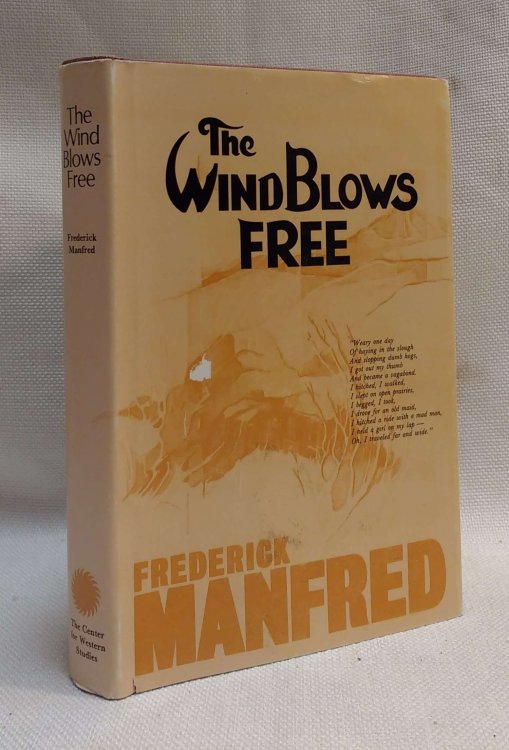 The
Wind
Blows
Free
Frederick
Manfred
The Center
for Western
Studies
The
WIND BLOWS
FREE
"Weary one day
Of haying in the slough
And slopping dumb hogs,
I got out my thumb
And became a vagabond.
I hitched, I walked,
I slept on open prairies,
I begged, I took,
I drove for an old maid,
I hitched a ride with a mad man,
I held a girl on my lap —
Oh, I traveled far and wide."
FREDERICK
MANFRED